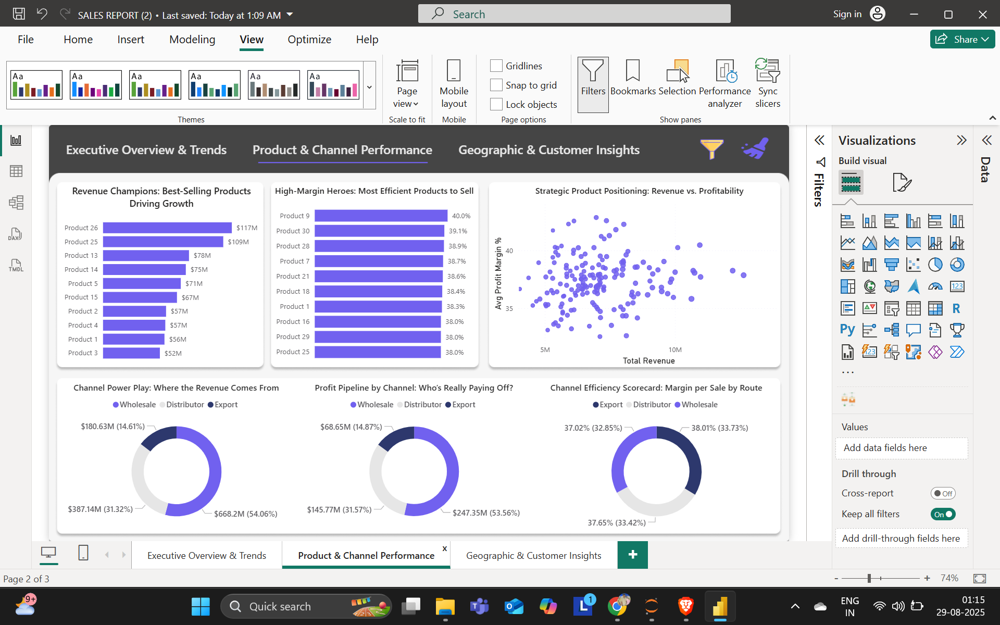 SALES REPORT (2) • Last saved: Today at 1:09 AM
Search
Sign in
File Home Insert Modeling View Optimize Help
Share
Aa Aa Aa Aa Aa Aa
Themes
Page view
Scale to fit
Mobile layout
Mobile
Gridlines
Snap to grid
Lock objects
Page options
Filters
Bookmarks
Selection
Performance analyzer
Sync slicers
Show panes
DAX
TMDL
Executive Overview & Trends
Product & Channel Performance
Geographic & Customer Insights
Revenue Champions: Best-Selling Products
Driving Growth
Product 26 $117M
Product 25 $109M
Product 13 $78M
Product 14 $75M
Product 5 $71M
Product 15 $67M
Product 2 $57M
Product 4 $57M
Product 1 $56M
Product 3 $52M
High-Margin Heroes: Most Efficient Products to Sell
Product 9 40.0%
Product 30 39.1%
Product 28 38.9%
Product 7 38.7%
Product 21 38.6%
Product 18 38.4%
Product 1 38.3%
Product 16 38.0%
Product 29 38.0%
Product 25 38.0%
Strategic Product Positioning: Revenue vs. Profitability
Avg Profit Margin %
40
35
5M 10M
Total Revenue
Channel Power Play: Where the Revenue Comes From
Wholesale Distributor Export
$180.63M (14.61%)
$387.14M (31.32%)
$668.2M (54.06%)
Profit Pipeline by Channel: Who's Really Paying Off?
Wholesale Distributor Export
$68.65M (14.87%)
$145.77M (31.57%)
$247.35M (53.56%)
Channel Efficiency Scorecard: Margin per Sale by Route
Export Distributor Wholesale
37.02% (32.85%)
38.01% (33.73%)
37.65% (33.42%)
Filters
Visualizations
Build visual
123
R
Py
123
...
Values
Add data fields here
Drill through
Cross-report Off
Keep all filters On
Add drill-through fields here
Data
Executive Overview & Trends
Product & Channel Performance x
Geographic & Customer Insights
+
Page 2 of 3
- + 74%
9+
Quick search
L 1
ENG
IN
01:15
29-08-2025